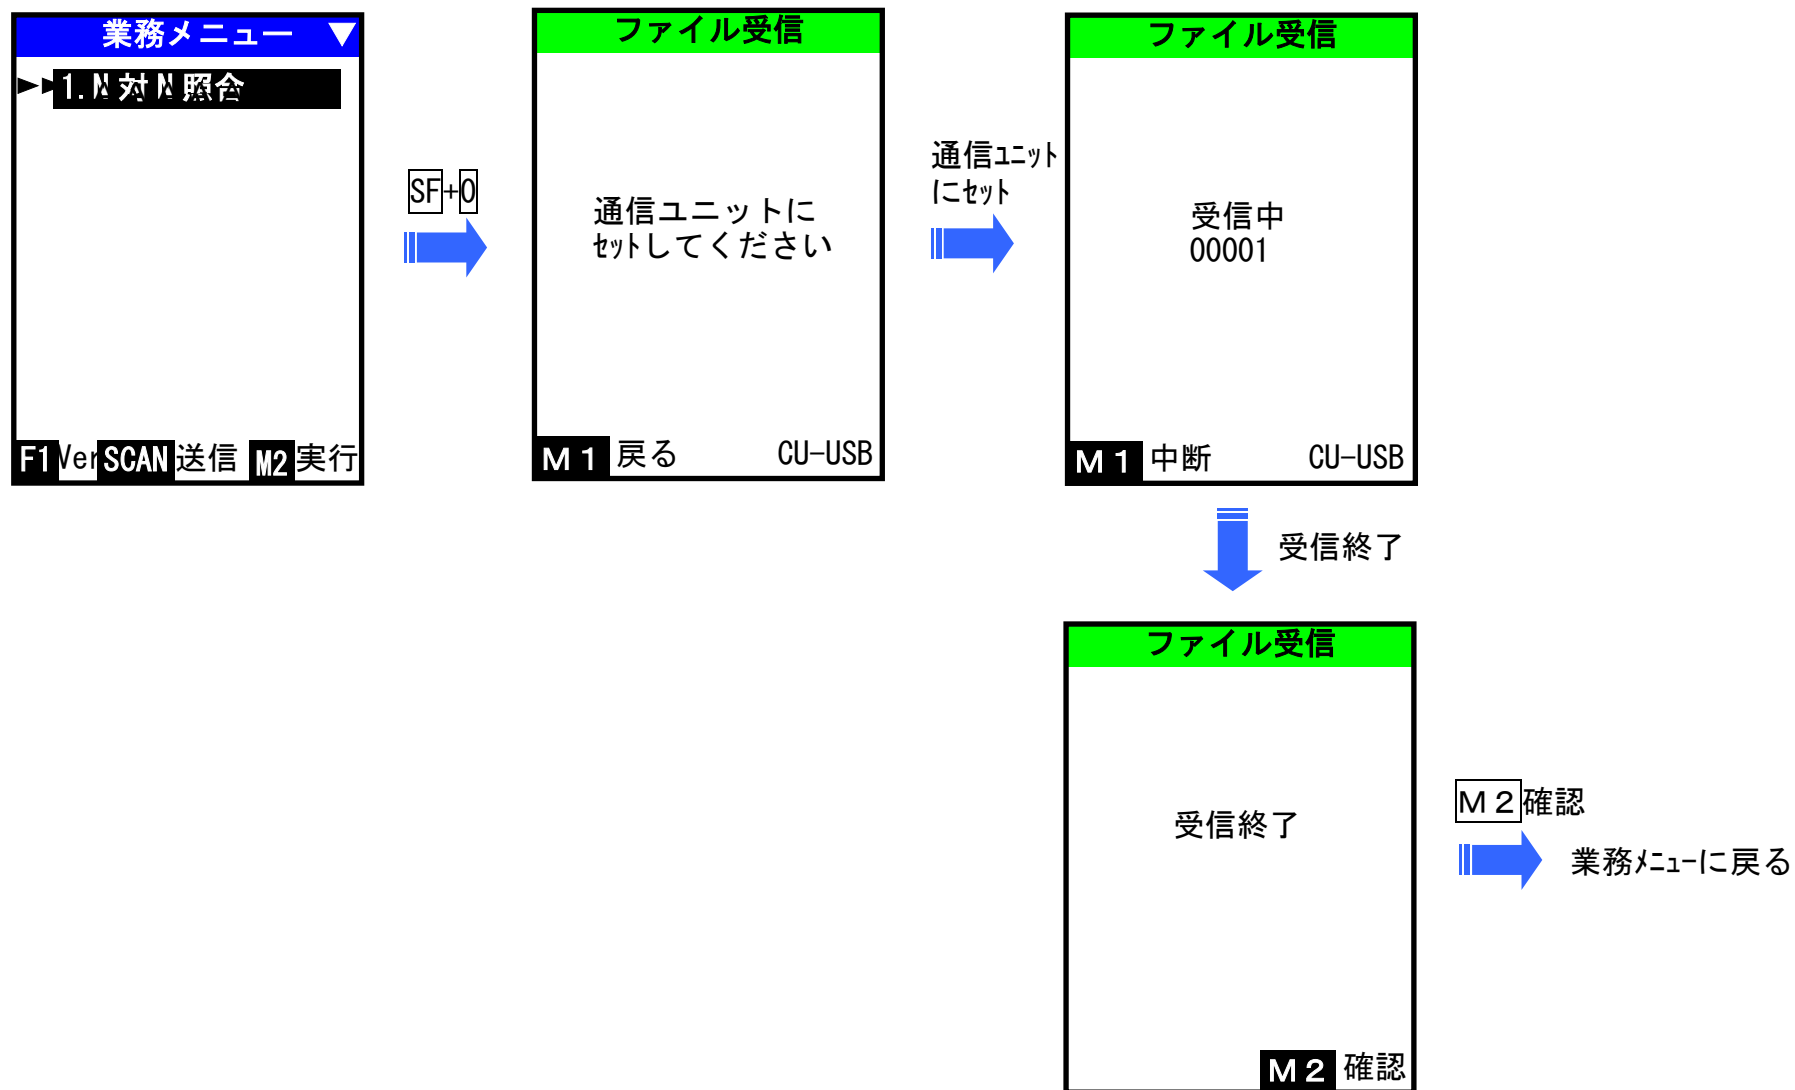 業務メニュー ▼
1.N対N照合
F1 Ver SCAN 送信 M2 実行
SF+0
ファイル受信
通信ユニットに
ｾｯﾄしてください
Ｍ１ 戻る CU-USB
通信ﾕﾆｯﾄ
にｾｯﾄ
ファイル受信
受信中
00001
Ｍ１ 中断 CU-USB
受信終了
ファイル受信
受信終了
Ｍ２ 確認
Ｍ２確認
業務ﾒﾆｭｰに戻る